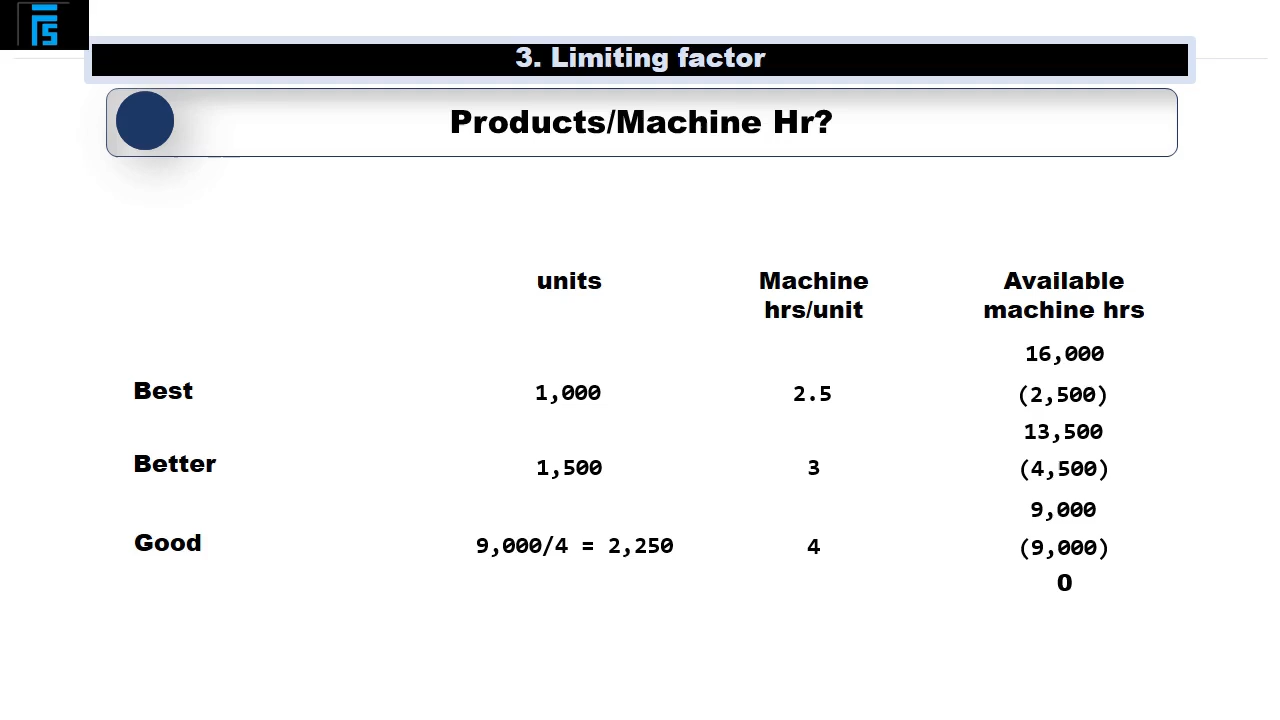 3. Limiting factor
Products/Machine Hr?
units Machine hrs/unit Available machine hrs
16,000
Best 1,000 2.5 (2,500)
13,500
Better 1,500 3 (4,500)
9,000
Good 9,000/4 = 2,250 4 (9,000)
0